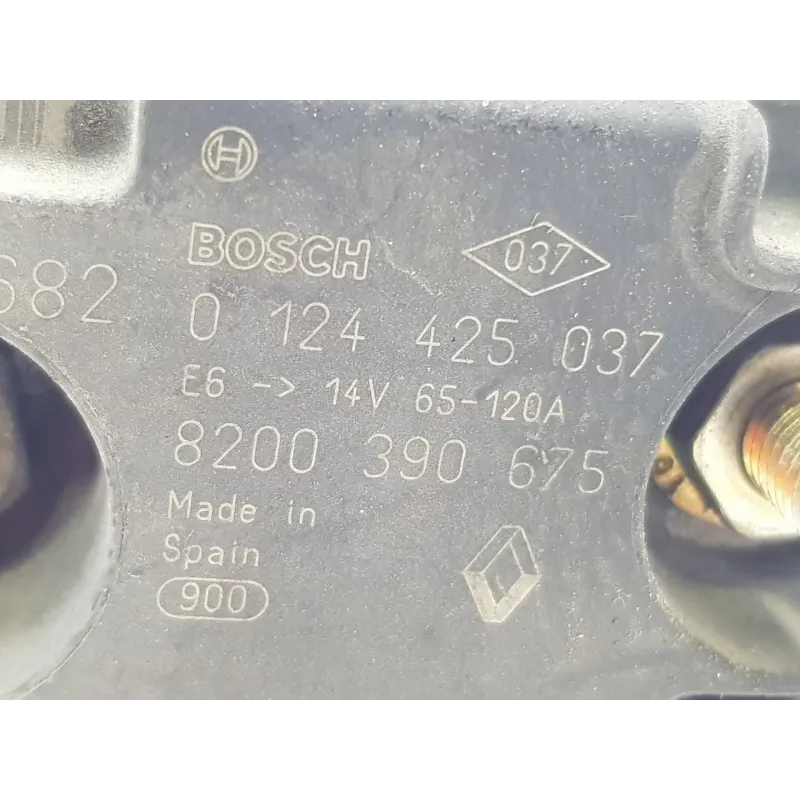 BOSCH 037
682 0 124 425 037
E6 -> 14V 65-120A
8200 390 675
Made in
Spain
900